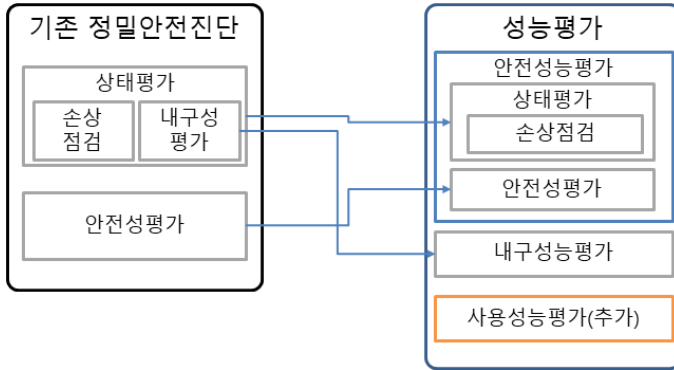 기존 정밀안전진단
상태평가
손상
점검
내구성
평가
안전성평가
성능평가
안전성능평가
상태평가
손상점검
안전성평가
내구성능평가
사용성능평가(추가)